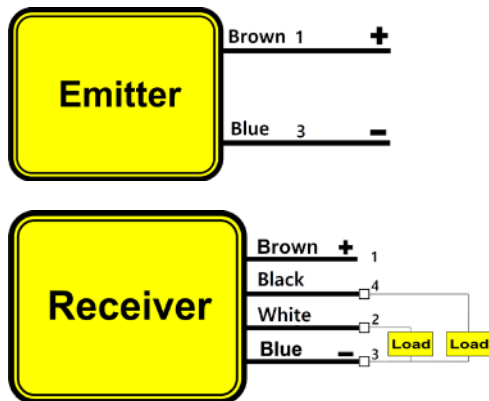 Brown 1 +
Emitter
Blue 3 −
Brown + 1
Black 4
Receiver
White 2
Load Load
Blue − 3